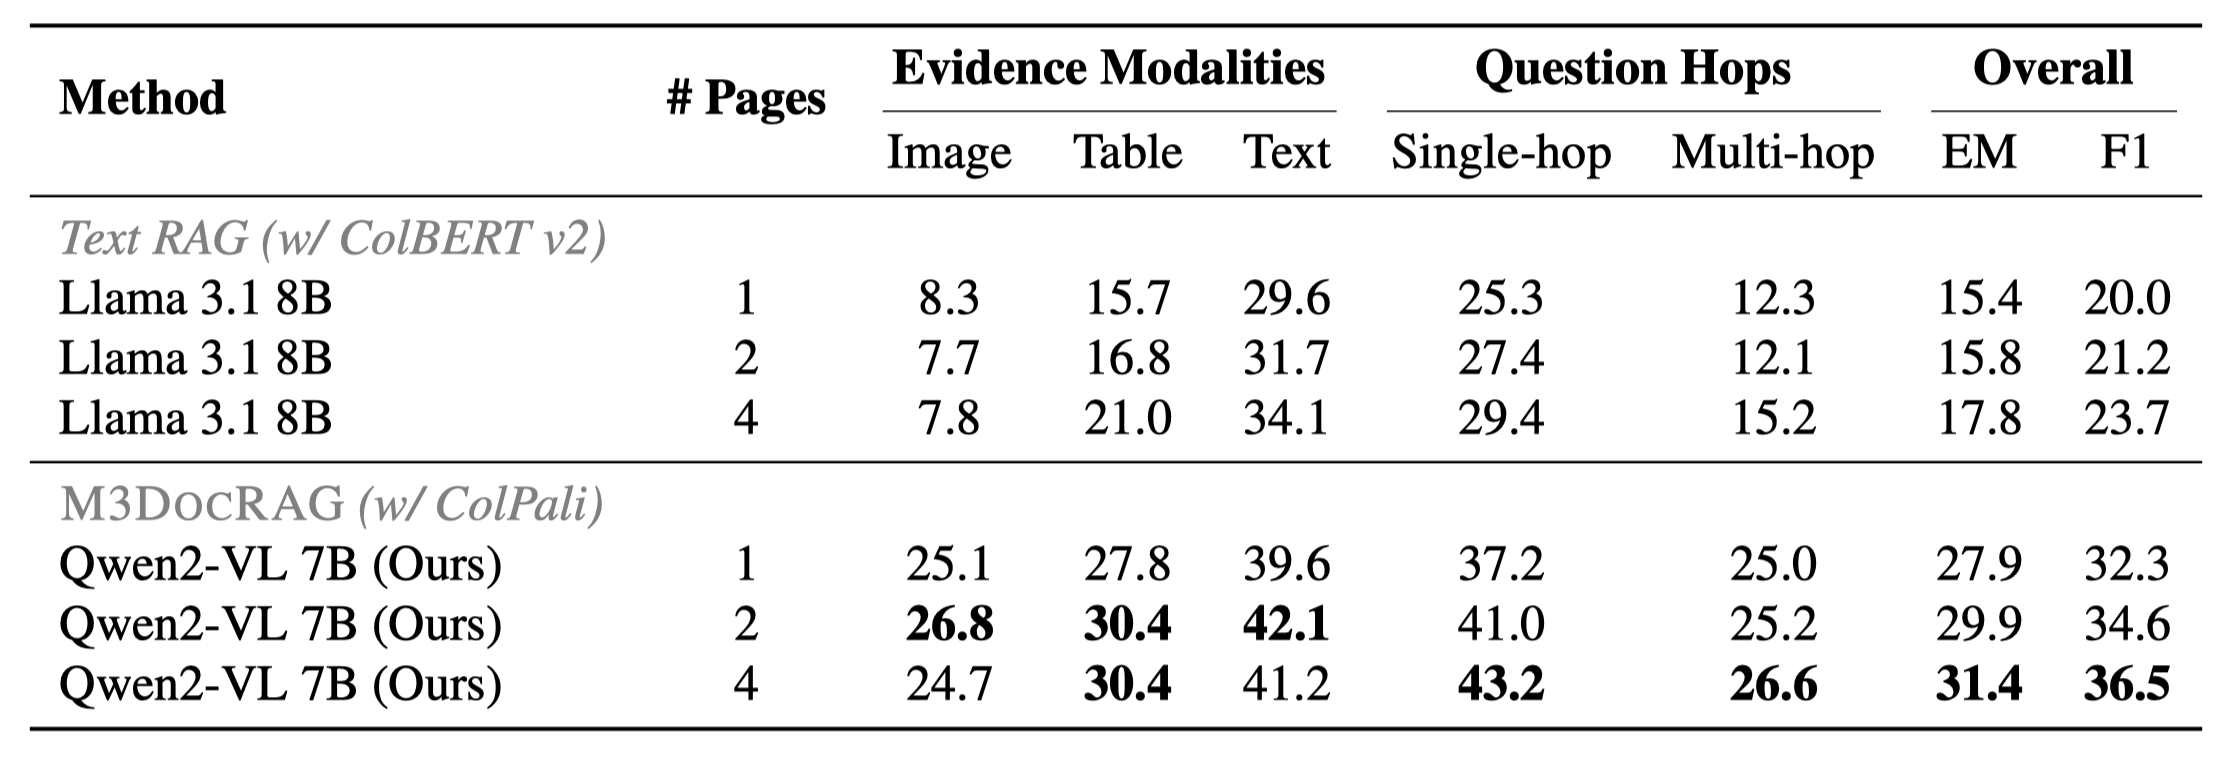 Method # Pages Evidence Modalities Question Hops Overall
Image Table Text Single-hop Multi-hop EM F1
Text RAG (w/ ColBERT v2)
Llama 3.1 8B 1 8.3 15.7 29.6 25.3 12.3 15.4 20.0
Llama 3.1 8B 2 7.7 16.8 31.7 27.4 12.1 15.8 21.2
Llama 3.1 8B 4 7.8 21.0 34.1 29.4 15.2 17.8 23.7
M3DOCRAG (w/ ColPali)
Qwen2-VL 7B (Ours) 1 25.1 27.8 39.6 37.2 25.0 27.9 32.3
Qwen2-VL 7B (Ours) 2 26.8 30.4 42.1 41.0 25.2 29.9 34.6
Qwen2-VL 7B (Ours) 4 24.7 30.4 41.2 43.2 26.6 31.4 36.5